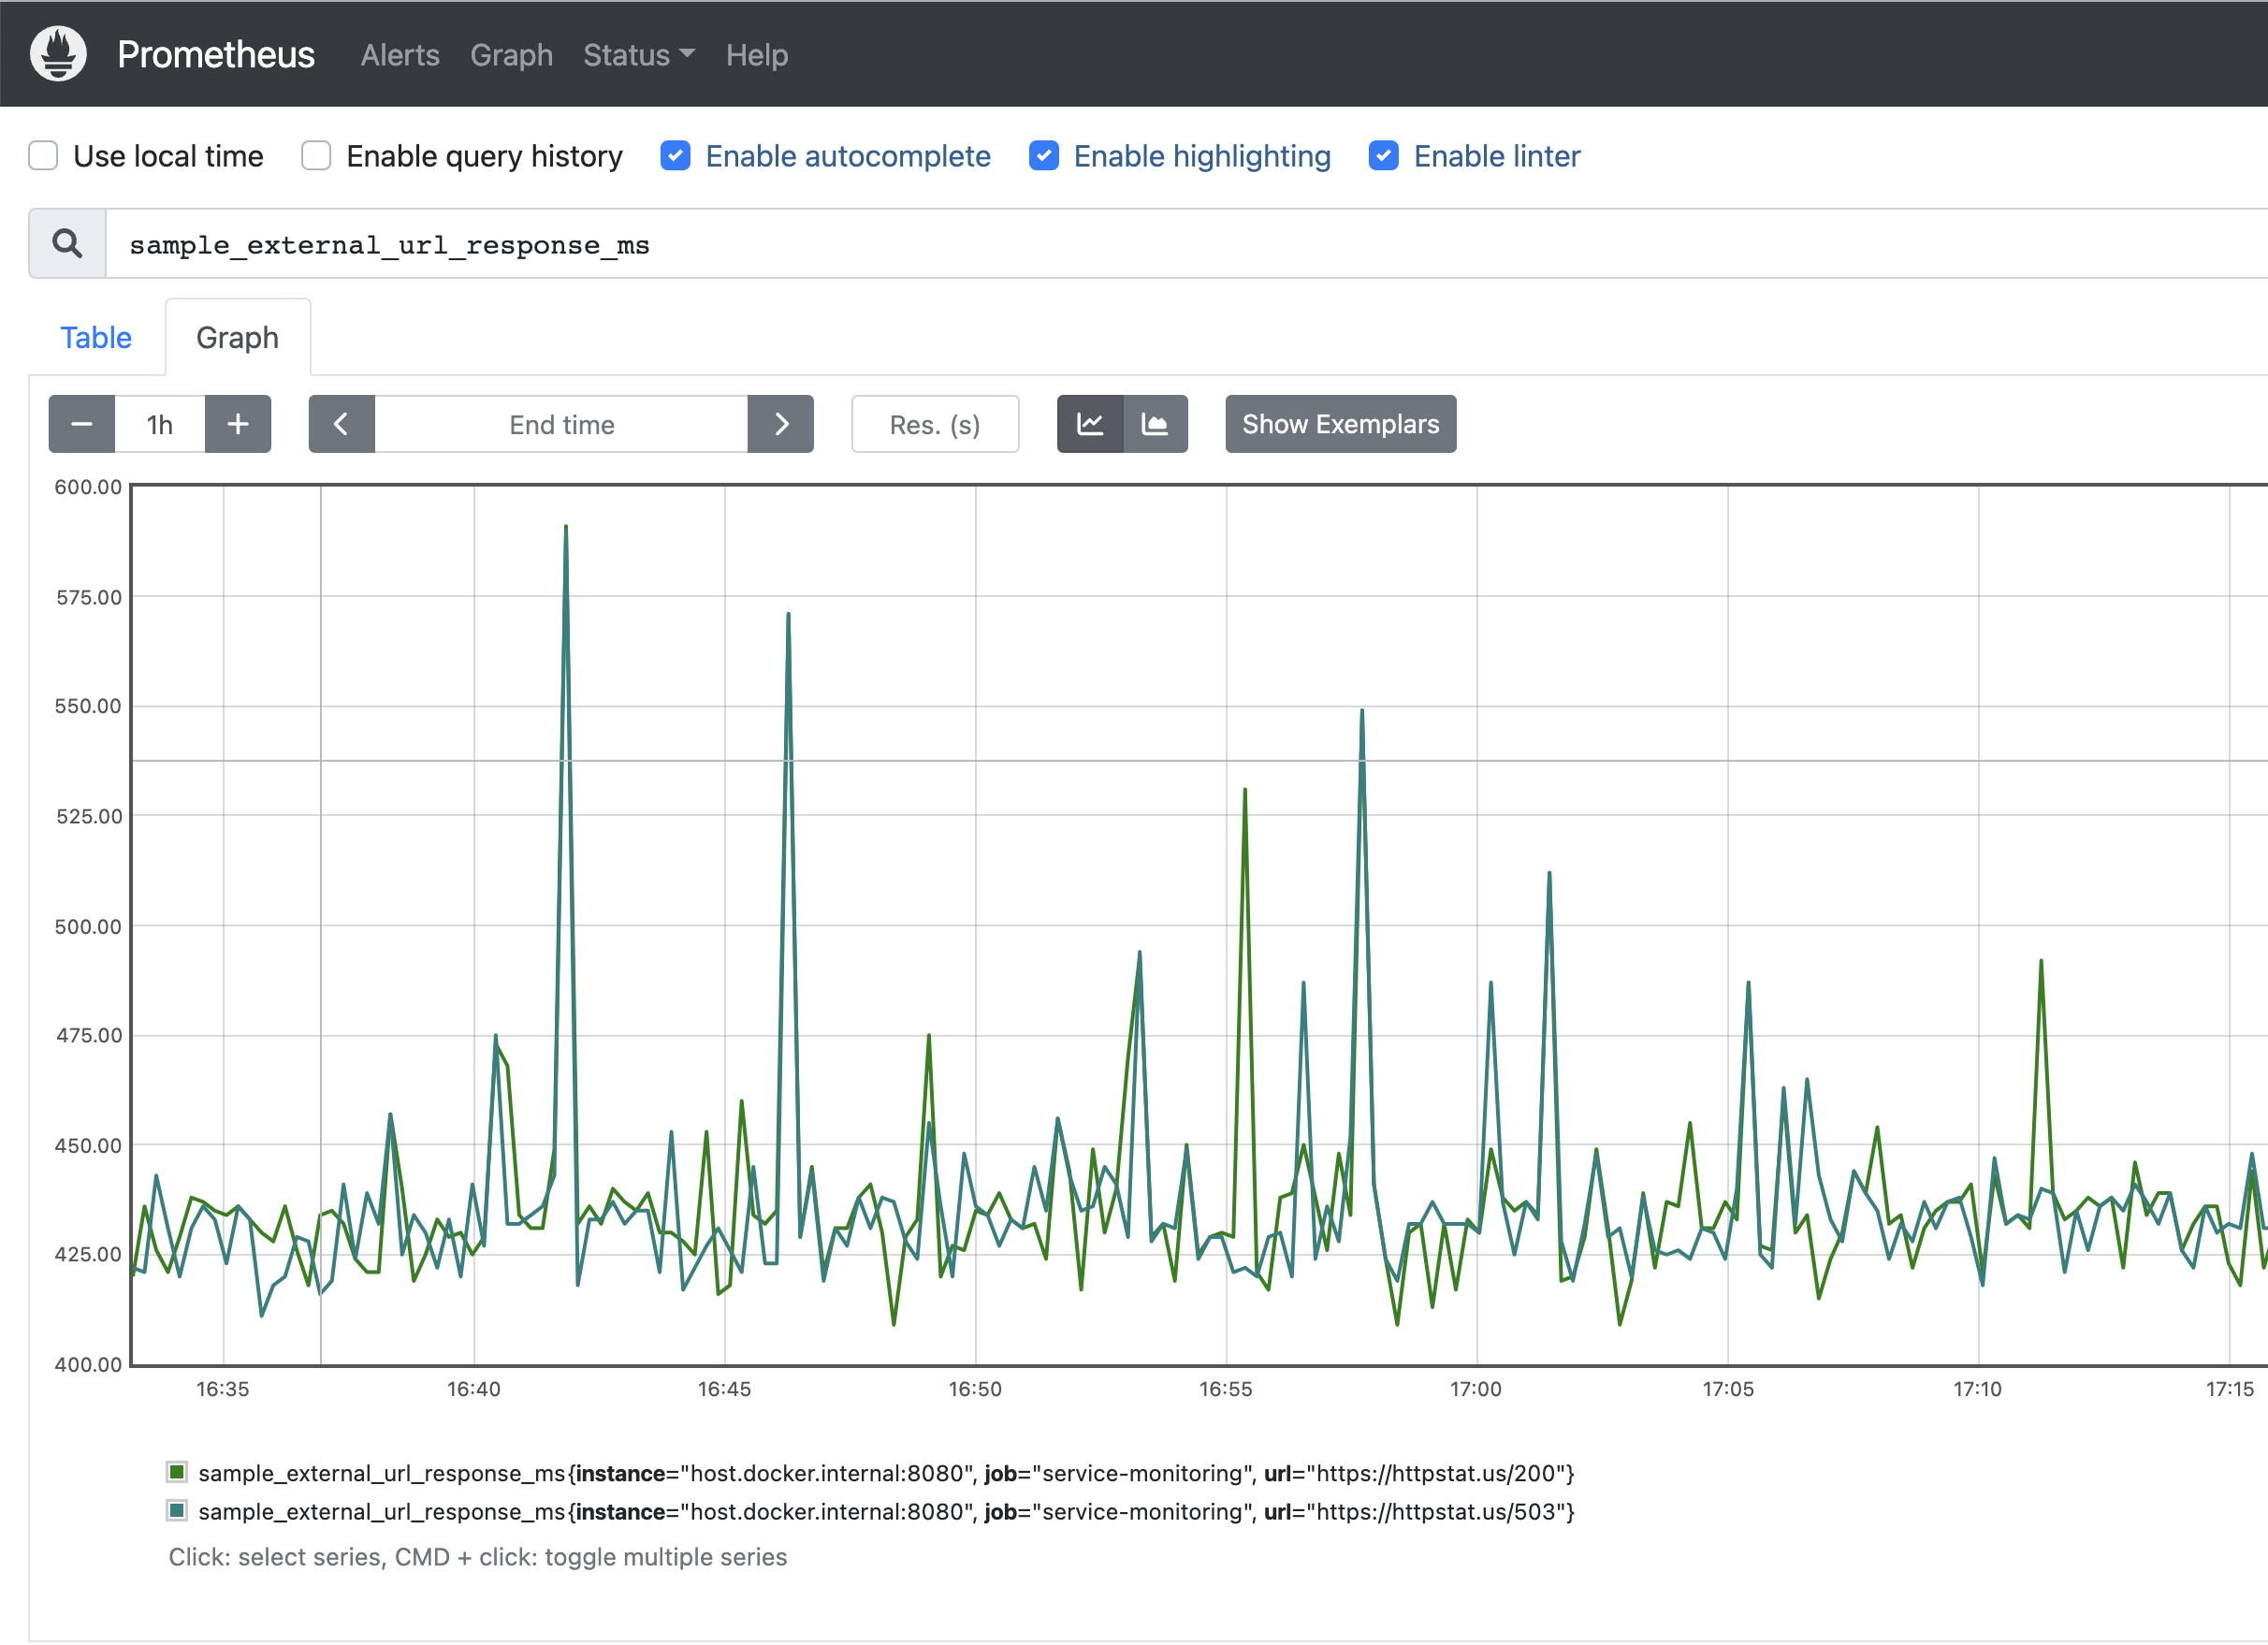 Prometheus Alerts Graph Status Help
Use local time Enable query history Enable autocomplete Enable highlighting Enable linter
sample_external_url_response_ms
Table Graph
1h End time Res. (s) Show Exemplars
600.00
575.00
550.00
525.00
500.00
475.00
450.00
425.00
400.00
16:35 16:40 16:45 16:50 16:55 17:00 17:05 17:10 17:15
sample_external_url_response_ms{instance="host.docker.internal:8080", job="service-monitoring", url="https://httpstat.us/200"}
sample_external_url_response_ms{instance="host.docker.internal:8080", job="service-monitoring", url="https://httpstat.us/503"}
Click: select series, CMD + click: toggle multiple series